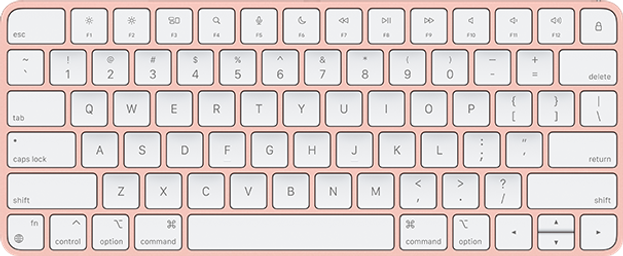 esc F1 F2 F3 F4 F5 F6 F7 F8 F9 F10 F11 F12
~ ` ! 1 @ 2 # 3 $ 4 % 5 ^ 6 & 7 * 8 ( 9 ) 0 — - + = delete
tab Q W E R T Y U I O P { [ } ] | \
caps lock A S D F G H J K L : ; " ' return
shift Z X C V B N M < , > . ? / shift
fn control option command command option